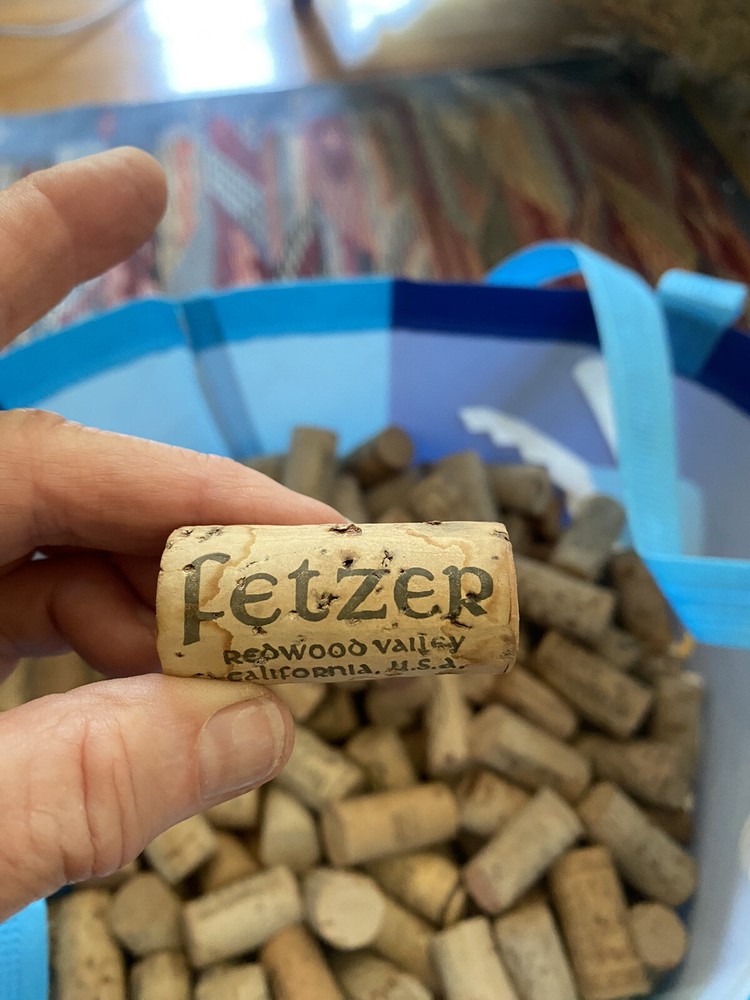 Fetzer
Redwood Valley
California, U.S.A.